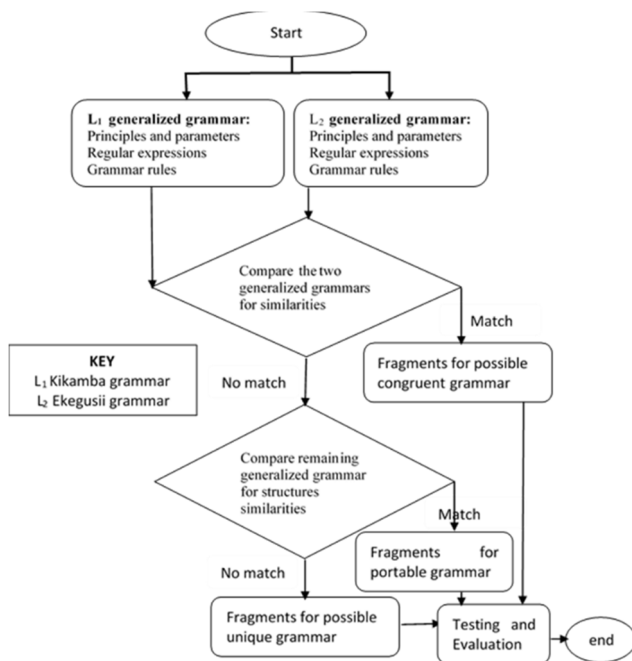 Start
L₁ generalized grammar:
Principles and parameters
Regular expressions
Grammar rules
L₂ generalized grammar:
Principles and parameters
Regular expressions
Grammar rules
Compare the two
generalized grammars
for similarities
Match
KEY
L₁ Kikamba grammar
L₂ Ekegusii grammar
No match
Fragments for possible
congruent grammar
Compare remaining
generalized grammar
for structures
similarities
Match
No match
Fragments for
portable grammar
Fragments for possible
unique grammar
Testing and
Evaluation
end